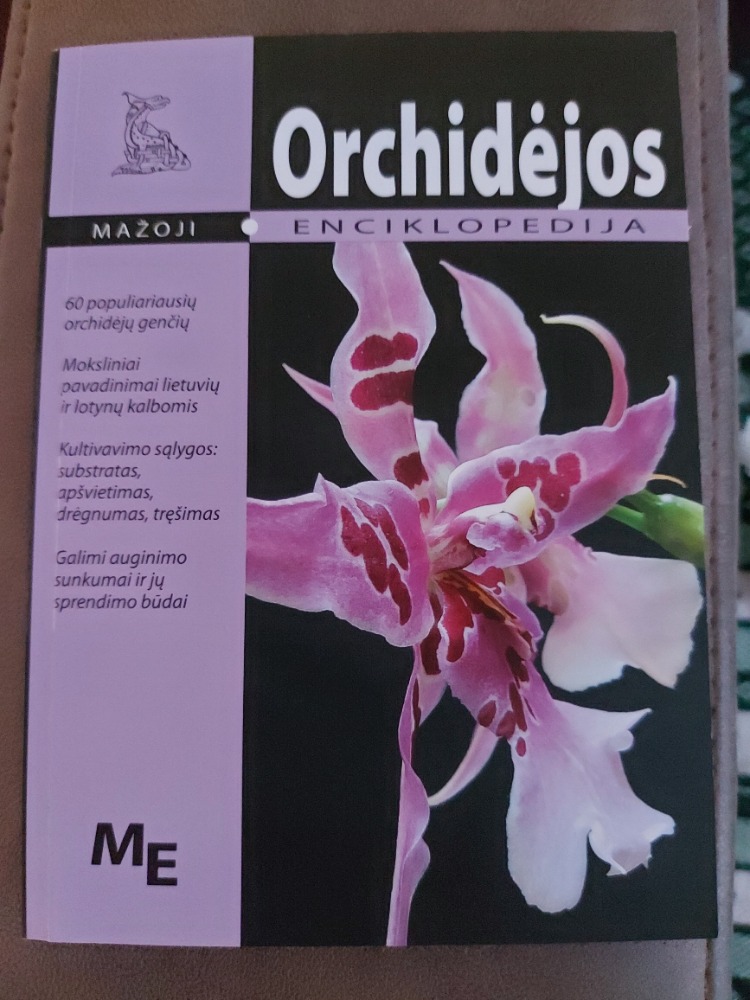 Orchidėjos
MAŽOJI ENCIKLOPEDIJA
60 populiariausių
orchidėjų genčių
Moksliniai
pavadinimai lietuvių
ir lotynų kalbomis
Kultivavimo sąlygos:
substratas,
apšvietimas,
drėgnumas, tręšimas
Galimi auginimo
sunkumai ir jų
sprendimo būdai
ME